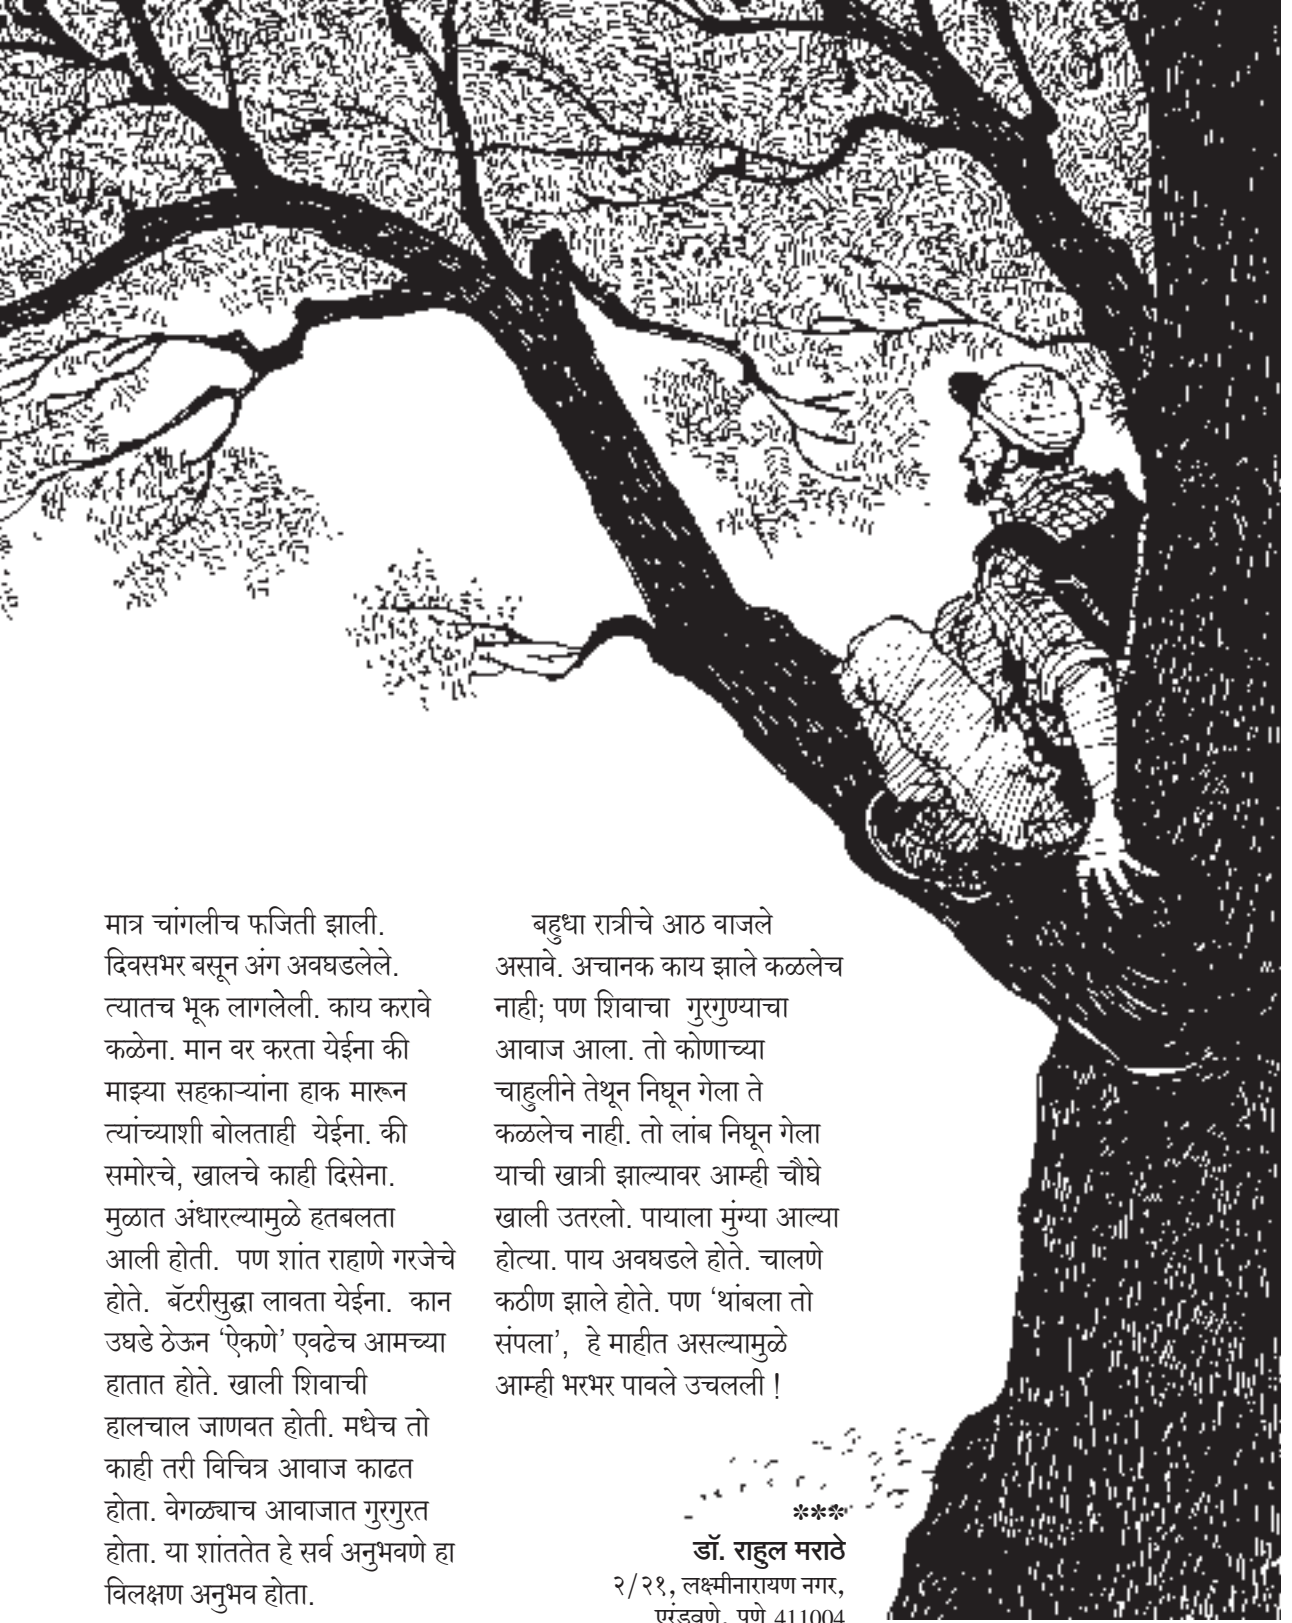 मात्र चांगलीच फजिती झाली.
दिवसभर बसून अंग अवघडलेले.
त्यातच भूक लागलेली. काय करावे
कळेना. मान वर करता येईना की
माझ्या सहकाऱ्यांना हाक मारून
त्यांच्याशी बोलताही येईना. की
समोरचे, खालचे काही दिसेना.
मुळात अंधारल्यामुळे हतबलता
आली होती. पण शांत राहाणे गरजेचे
होते. बॅटरीसुद्धा लावता येईना. कान
उघडे ठेऊन ‘ऐकणे’ एवढेच आमच्या
हातात होते. खाली शिवाची
हालचाल जाणवत होती. मधेच तो
काही तरी विचित्र आवाज काढत
होता. वेगळ्याच आवाजात गुरगुरत
होता. या शांततेत हे सर्व अनुभवणे हा
विलक्षण अनुभव होता.
बहुधा रात्रीचे आठ वाजले
असावे. अचानक काय झाले कळलेच
नाही; पण शिवाचा गुरगुण्याचा
आवाज आला. तो कोणाच्या
चाहुलीने तेथून निघून गेला ते
कळलेच नाही. तो लांब निघून गेला
याची खात्री झाल्यावर आम्ही चौघे
खाली उतरलो. पायाला मुंग्या आल्या
होत्या. पाय अवघडले होते. चालणे
कठीण झाले होते. पण ‘थांबला तो
संपला’, हे माहीत असल्यामुळे
आम्ही भरभर पावले उचलली !
***
डॉ. राहुल मराठे
२/२१, लक्ष्मीनारायण नगर,
एरंडवणे, पुणे 411004